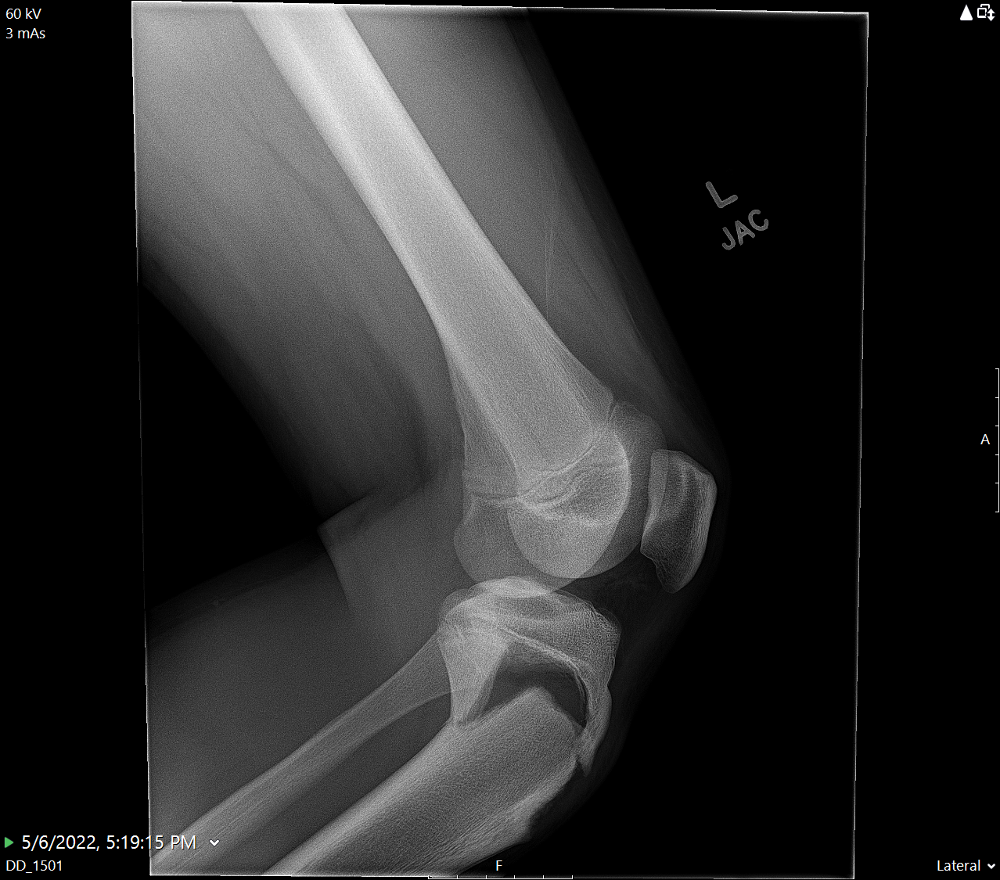 60 kV
3 mAs
L
JAC
A
5/6/2022, 5:19:15 PM
DD_1501
F
Lateral